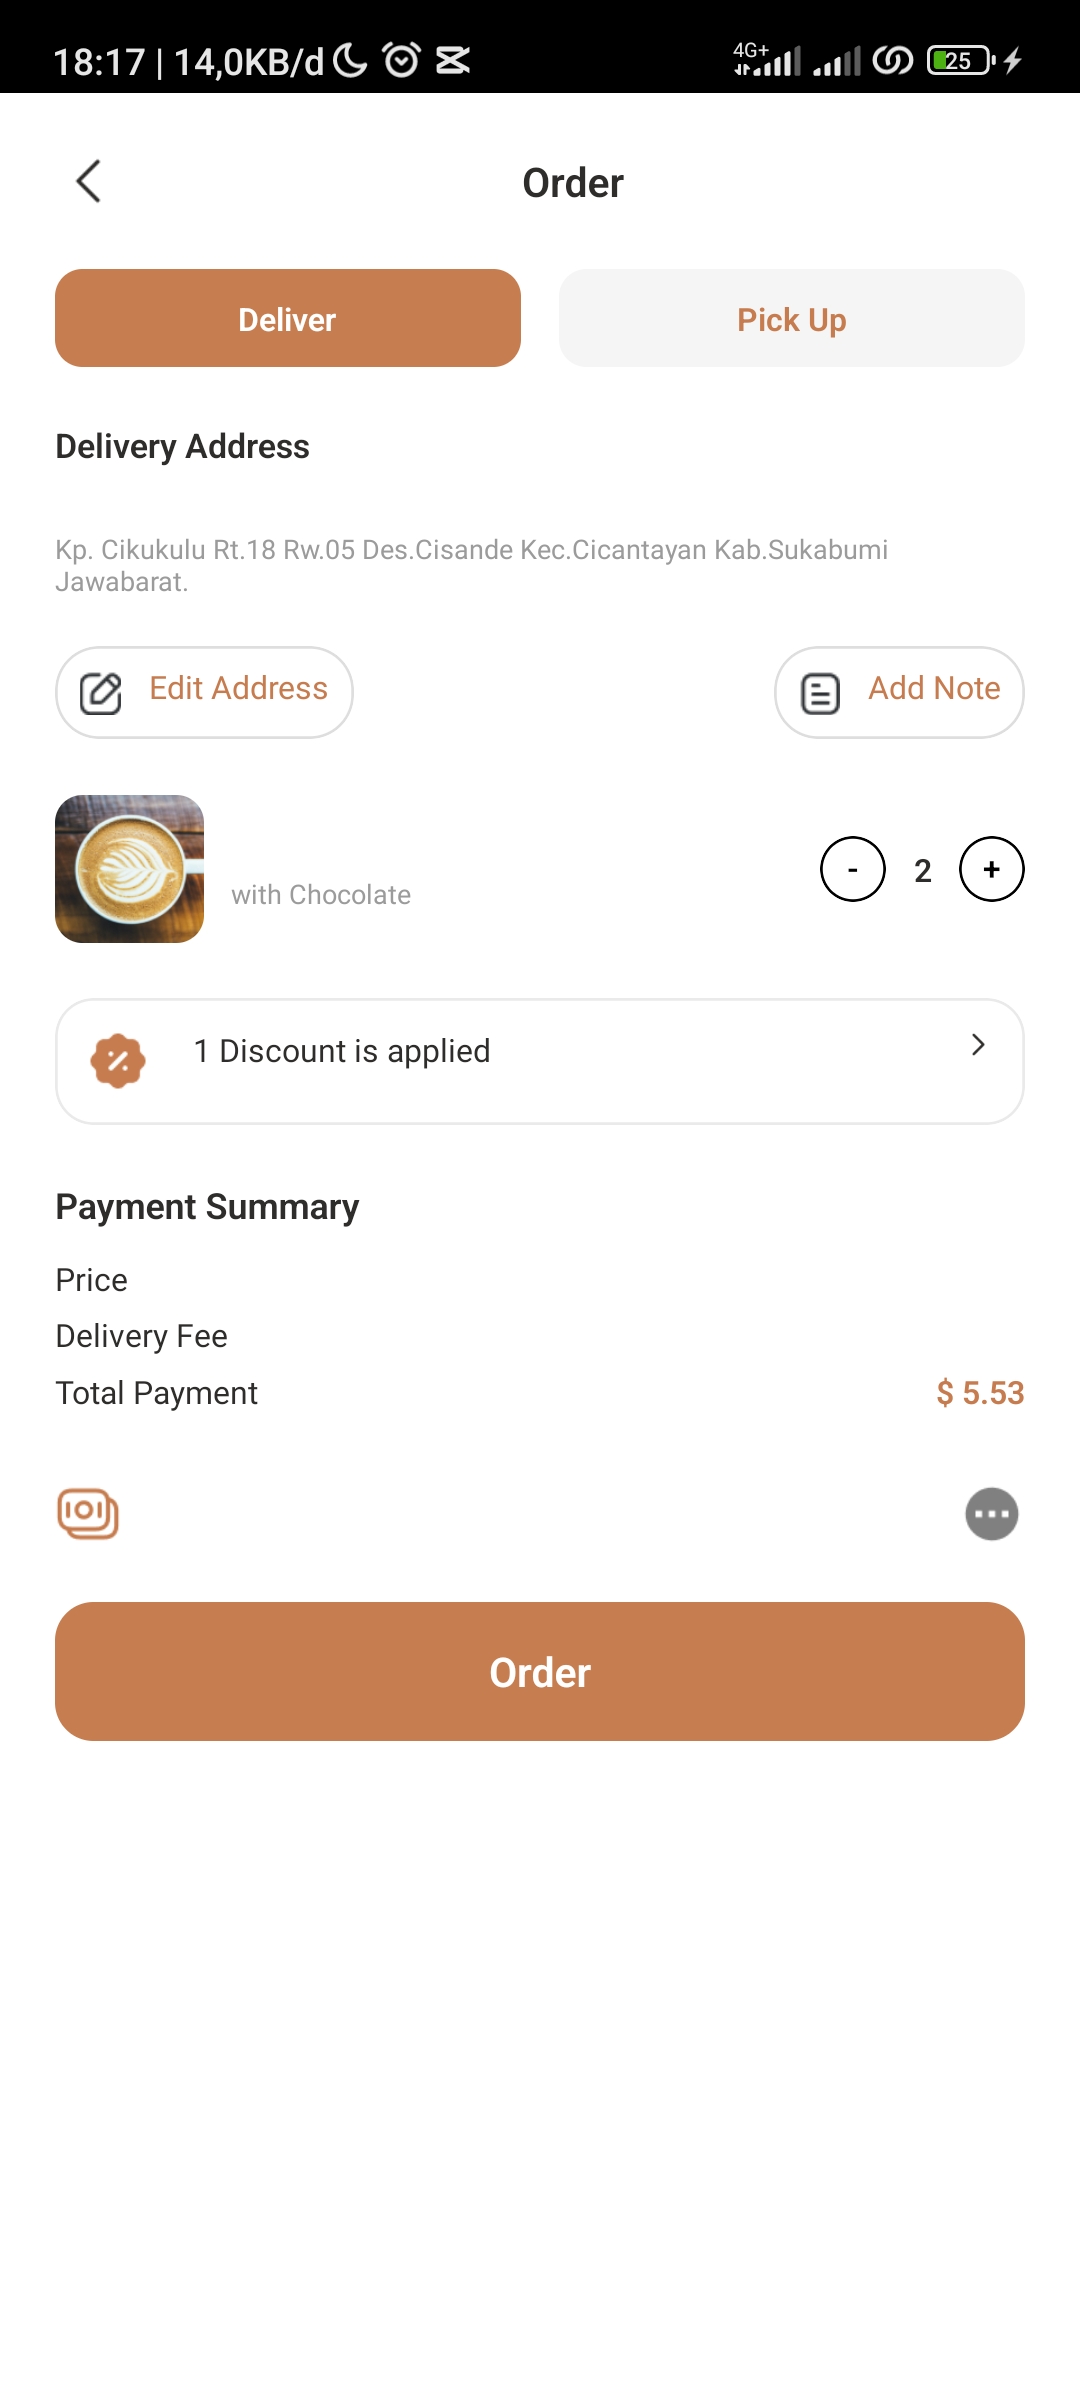 18:17 | 14,0KB/d
4G+
25
Order
Deliver
Pick Up
Delivery Address
Kp. Cikukulu Rt.18 Rw.05 Des.Cisande Kec.Cicantayan Kab.Sukabumi
Jawabarat.
Edit Address
Add Note
with Chocolate
- 2 +
1 Discount is applied
Payment Summary
Price
Delivery Fee
Total Payment
$ 5.53
Order